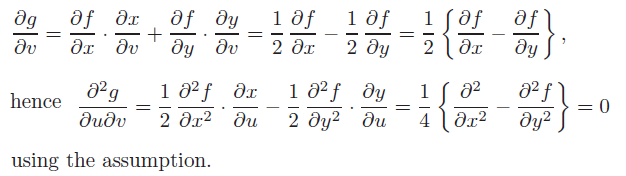 ∂g/∂v = ∂f/∂x · ∂x/∂v + ∂f/∂y · ∂y/∂v = 1/2 ∂f/∂x − 1/2 ∂f/∂y = 1/2 { ∂f/∂x − ∂f/∂y },
hence ∂²g/∂u∂v = 1/2 ∂²f/∂x² · ∂x/∂u − 1/2 ∂²f/∂y² · ∂y/∂u = 1/4 { ∂²/∂x² − ∂²f/∂y² } = 0
using the assumption.